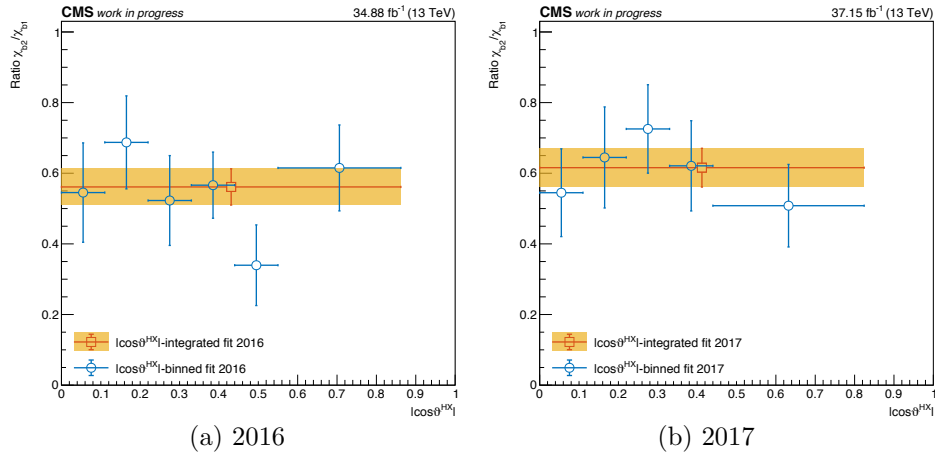 CMS work in progress 34.88 fb⁻¹ (13 TeV)
Ratio χb2/χb1
1
0.8
0.6
0.4
0.2
0
|cosϑᴴˣ|-integrated fit 2016
|cosϑᴴˣ|-binned fit 2016
0 0.1 0.2 0.3 0.4 0.5 0.6 0.7 0.8 0.9 1
|cosϑᴴˣ|
(a) 2016
CMS work in progress 37.15 fb⁻¹ (13 TeV)
Ratio χb2/χb1
1
0.8
0.6
0.4
0.2
0
|cosϑᴴˣ|-integrated fit 2017
|cosϑᴴˣ|-binned fit 2017
0 0.1 0.2 0.3 0.4 0.5 0.6 0.7 0.8 0.9 1
|cosϑᴴˣ|
(b) 2017